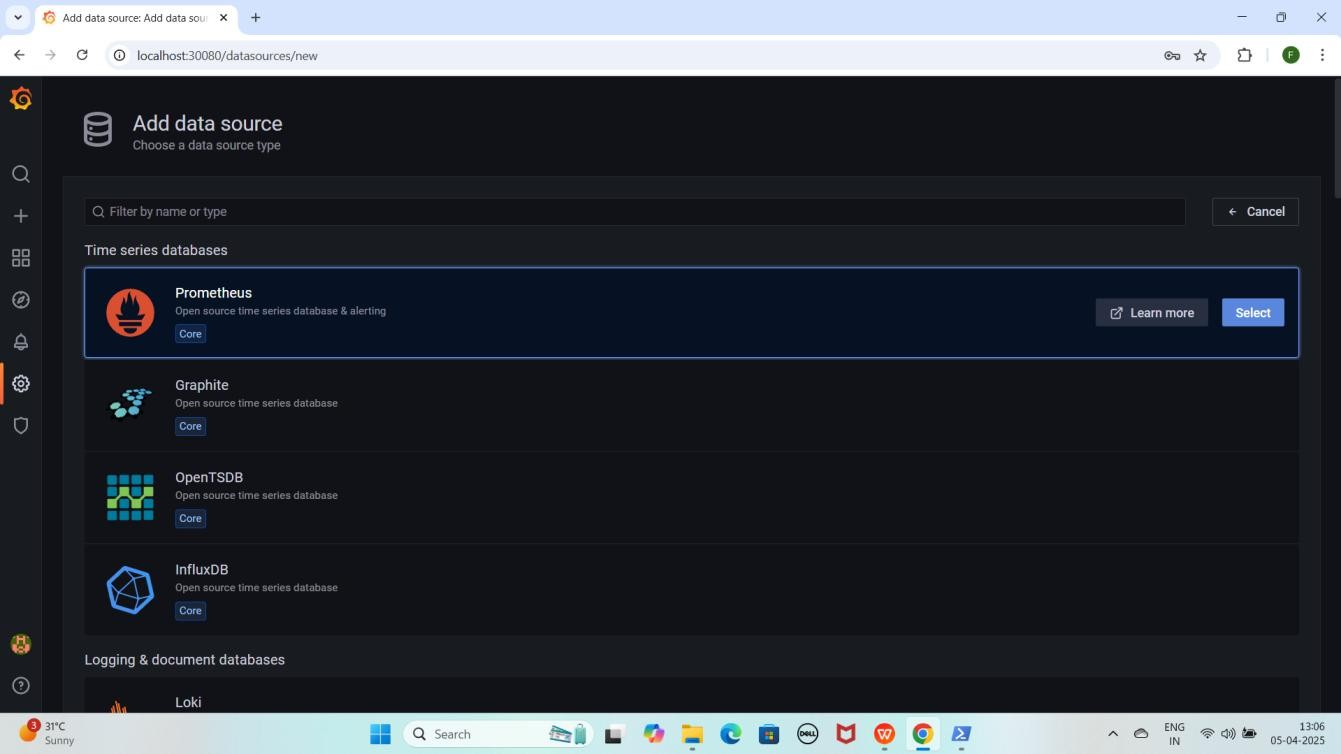 Add data source: Add data sou
localhost:30080/datasources/new
F
Add data source
Choose a data source type
Filter by name or type
Cancel
Time series databases
Prometheus
Open source time series database & alerting
Core
Learn more
Select
Graphite
Open source time series database
Core
OpenTSDB
Open source time series database
Core
InfluxDB
Open source time series database
Core
Logging & document databases
Loki
3
31°C
Sunny
Search
DELL
W
ENG
IN
13:06
05-04-2025